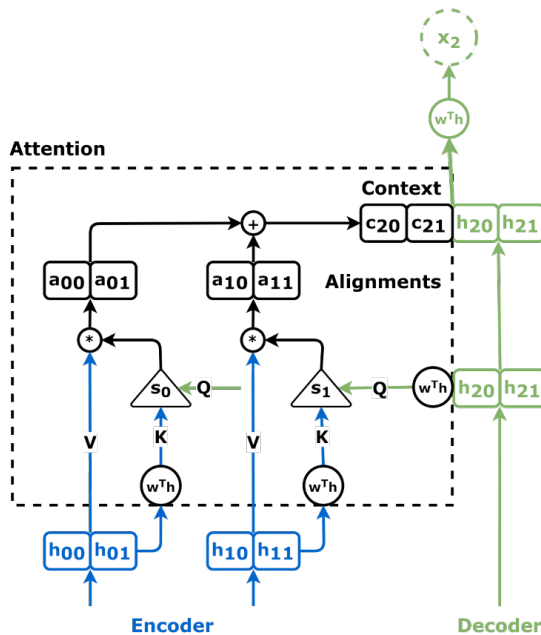 x₂
wᵀh
Attention
Context
+
c₂₀ c₂₁ h₂₀ h₂₁
a₀₀ a₀₁ a₁₀ a₁₁ Alignments
* *
s₀ Q s₁ Q wᵀh h₂₀ h₂₁
V K V K
wᵀh wᵀh
h₀₀ h₀₁ h₁₀ h₁₁
Encoder Decoder